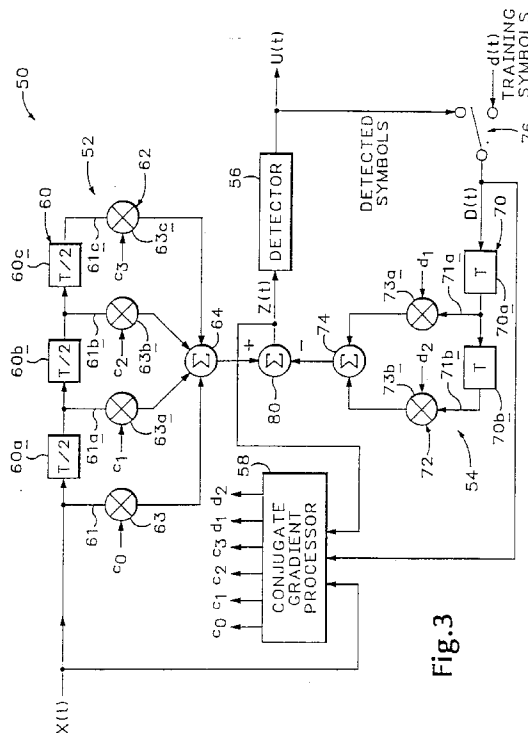 50
60a
60b
60c
60
T/2
T/2
T/2
52
X(t)
61
61a
61b
61c
62
c0
c1
c2
c3
63
63a
63b
63c
Σ
64
58
CONJUGATE
GRADIENT
PROCESSOR
c0
c1
c2
c3
d1
d2
+
Σ
80
−
Z(t)
56
DETECTOR
U(t)
DETECTED
SYMBOLS
Σ
74
73b
73a
d2
d1
72
71b
71a
T
70b
T
70a
70
54
D(t)
76
d(t)
TRAINING
SYMBOLS
Fig.3